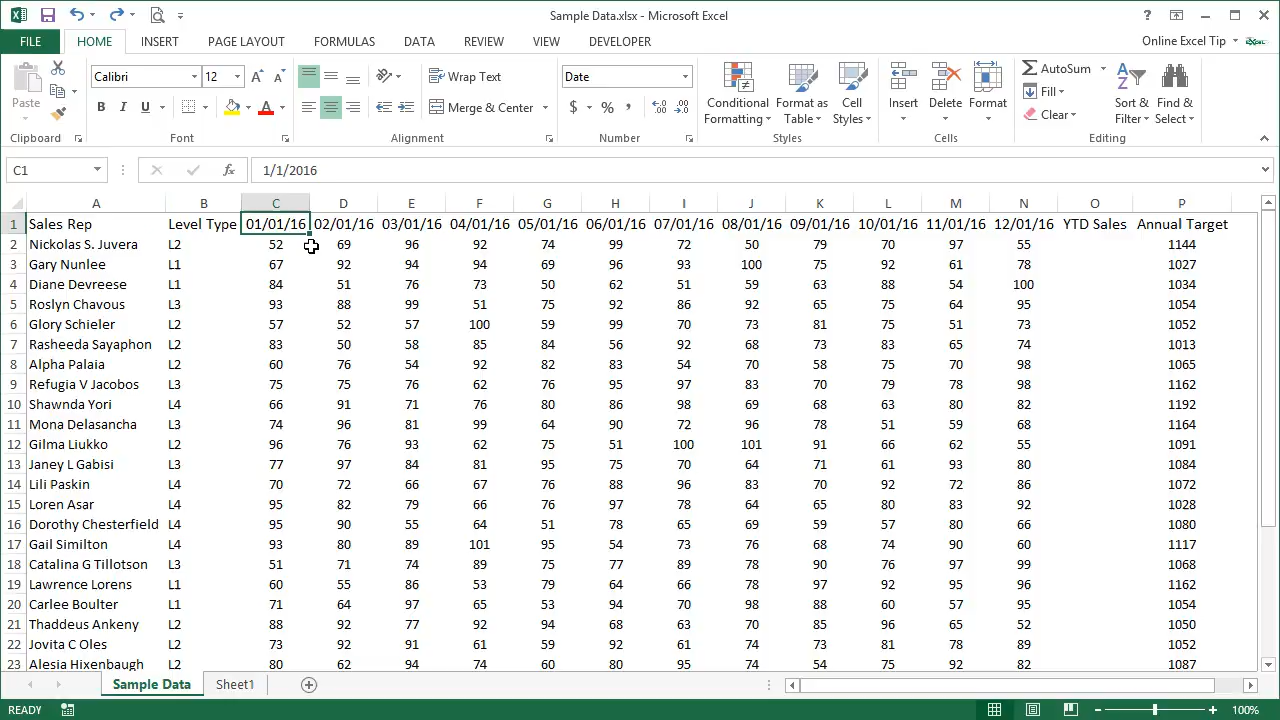 Sample Data.xlsx - Microsoft Excel
FILE HOME INSERT PAGE LAYOUT FORMULAS DATA REVIEW VIEW DEVELOPER Online Excel Tip
Paste
Calibri 12
B I U A
Wrap Text
Merge & Center
Date
$ % ,
Conditional Formatting
Format as Table
Cell Styles
Insert Delete Format
AutoSum
Fill
Clear
Sort & Filter
Find & Select
Clipboard Font Alignment Number Styles Cells Editing
C1 fx 1/1/2016
A B C D E F G H I J K L M N O P
1 Sales Rep Level Type 01/01/16 02/01/16 03/01/16 04/01/16 05/01/16 06/01/16 07/01/16 08/01/16 09/01/16 10/01/16 11/01/16 12/01/16 YTD Sales Annual Target
2 Nickolas S. Juvera L2 52 69 96 92 74 99 72 50 79 70 97 55 1144
3 Gary Nunlee L1 67 92 94 94 69 96 93 100 75 92 61 78 1027
4 Diane Devreese L1 84 51 76 73 50 62 51 59 63 88 54 100 1034
5 Roslyn Chavous L3 93 88 99 51 75 92 86 92 65 75 64 95 1054
6 Glory Schieler L2 57 52 57 100 59 99 70 73 81 75 51 73 1052
7 Rasheeda Sayaphon L2 83 50 58 85 84 56 92 68 73 83 65 74 1013
8 Alpha Palaia L2 60 76 54 92 82 83 54 70 58 75 70 98 1065
9 Refugia V Jacobos L3 75 75 76 62 76 95 97 83 70 79 78 98 1162
10 Shawnda Yori L4 66 91 71 76 80 86 98 69 68 63 80 82 1192
11 Mona Delasancha L3 74 96 81 99 64 90 72 96 78 51 59 68 1164
12 Gilma Liukko L2 96 76 93 62 75 51 100 101 91 66 62 55 1091
13 Janey L Gabisi L3 77 97 84 81 95 75 70 64 71 61 93 80 1084
14 Lili Paskin L4 70 72 66 67 76 88 96 83 70 92 72 86 1072
15 Loren Asar L4 95 82 79 66 76 97 78 64 65 80 83 92 1028
16 Dorothy Chesterfield L4 95 90 55 64 51 78 65 69 59 57 80 66 1080
17 Gail Similton L4 93 80 89 101 95 54 73 76 68 74 90 60 1117
18 Catalina G Tillotson L3 51 71 74 89 75 77 89 78 90 76 97 99 1068
19 Lawrence Lorens L1 60 55 86 53 79 64 66 78 97 92 95 96 1162
20 Carlee Boulter L1 71 64 97 65 53 94 70 98 88 60 57 95 1054
21 Thaddeus Ankeny L2 88 92 77 92 94 68 63 70 85 96 65 52 1050
22 Jovita C Oles L2 73 92 91 61 59 92 61 74 73 81 78 89 1052
23 Alesia Hixenbaugh L2 80 62 94 74 60 80 95 74 54 75 92 82 1087
Sample Data Sheet1
READY 100%